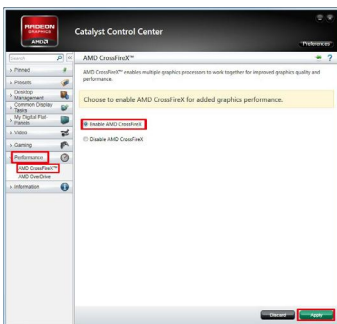 RADEON
GRAPHICS
AMD
Catalyst Control Center
Preferences
Search
AMD CrossFireX™
Pinned
Presets
Desktop
Management
Common Display
Tasks
My Digital Flat-
Panels
Video
Gaming
Performance
AMD CrossFireX™
AMD OverDrive
Information
AMD CrossFireX™ enables multiple graphics processors to work together for improved graphics quality and
performance.
Choose to enable AMD CrossFireX for added graphics performance.
Enable AMD CrossFireX
Disable AMD CrossFireX
Discard
Apply